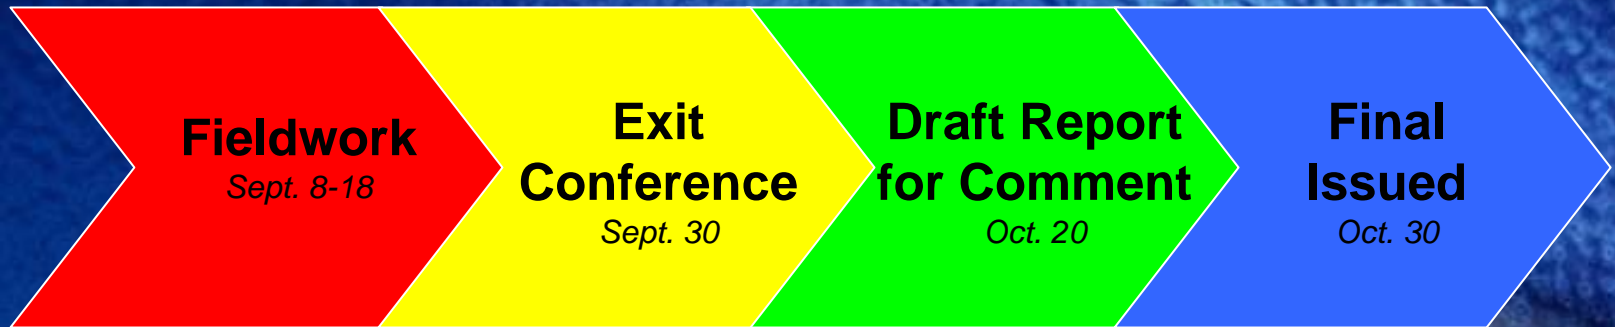 Fieldwork
Sept. 8-18
Exit
Conference
Sept. 30
Draft Report
for Comment
Oct. 20
Final
Issued
Oct. 30